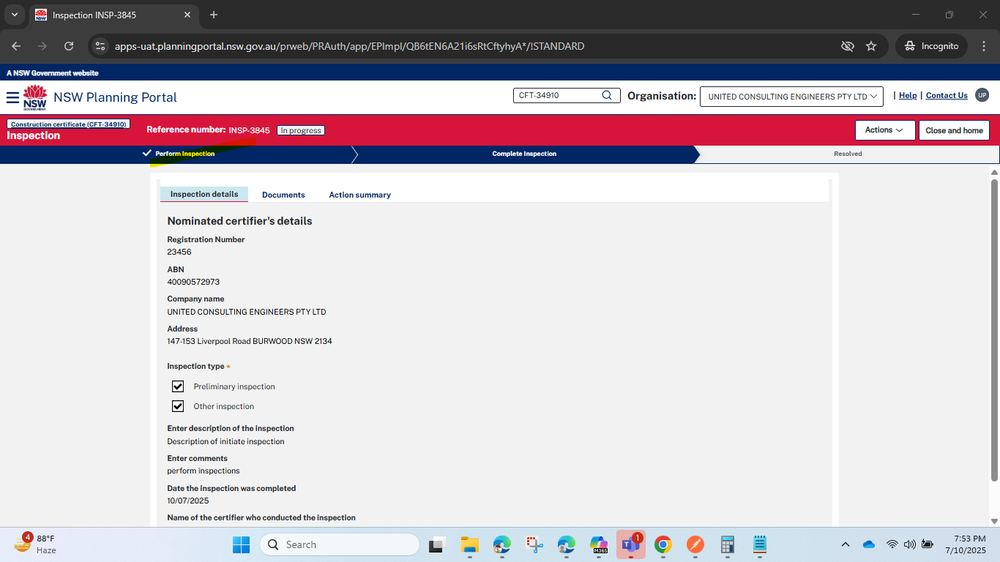 Inspection INSP-3845
apps-uat.planningportal.nsw.gov.au/prweb/PRAuth/app/EPImpl/QB6tEN6A21i6sRtCftyhyA*/!STANDARD
Incognito
A NSW Government website
NSW
GOVERNMENT
NSW Planning Portal
CFT-34910
Organisation:
UNITED CONSULTING ENGINEERS PTY LTD
| Help | Contact Us
UP
Construction certificate (CFT-34910)
Inspection
Reference number: INSP-3845
In progress
Actions
Close and home
Perform Inspection
Complete Inspection
Resolved
Inspection details
Documents
Action summary
Nominated certifier's details
Registration Number
23456
ABN
40090572973
Company name
UNITED CONSULTING ENGINEERS PTY LTD
Address
147-153 Liverpool Road BURWOOD NSW 2134
Inspection type *
Preliminary inspection
Other inspection
Enter description of the inspection
Description of initiate inspection
Enter comments
perform inspections
Date the inspection was completed
10/07/2025
Name of the certifier who conducted the inspection
4
88°F
Haze
Search
M365
1
7:53 PM
7/10/2025